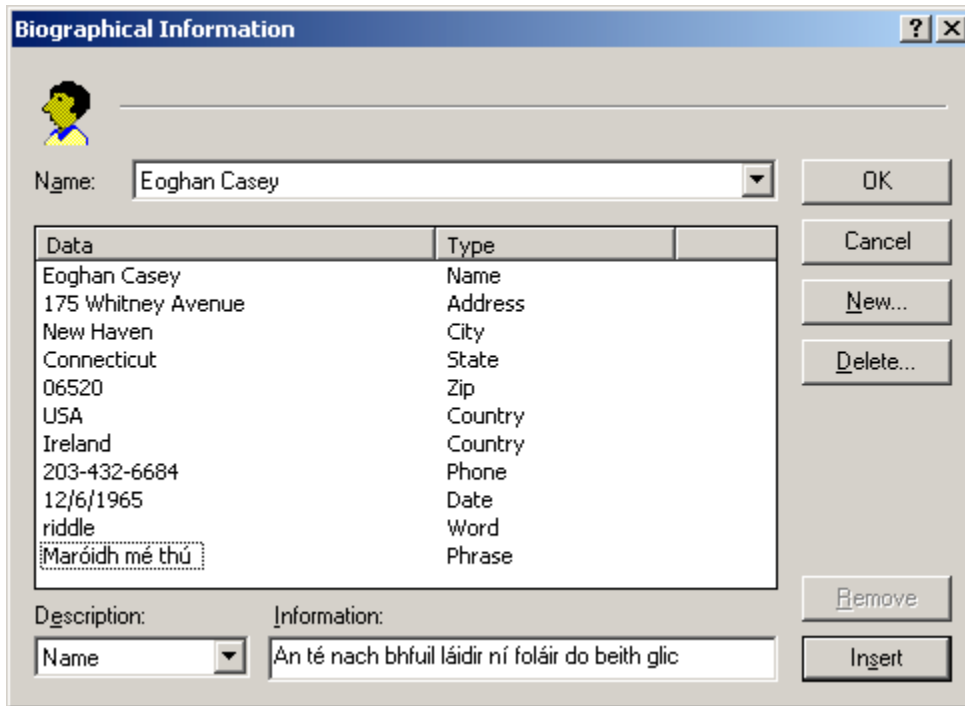 Biographical Information
Name: Eoghan Casey
OK
Data Type
Cancel
Eoghan Casey Name
175 Whitney Avenue Address
New...
New Haven City
Connecticut State
Delete...
06520 Zip
USA Country
Ireland Country
203-432-6684 Phone
12/6/1965 Date
riddle Word
Maróidh mé thú Phrase
Remove
Description: Information:
Name An té nach bhfuil láidir ní foláir do beith glic
Insert